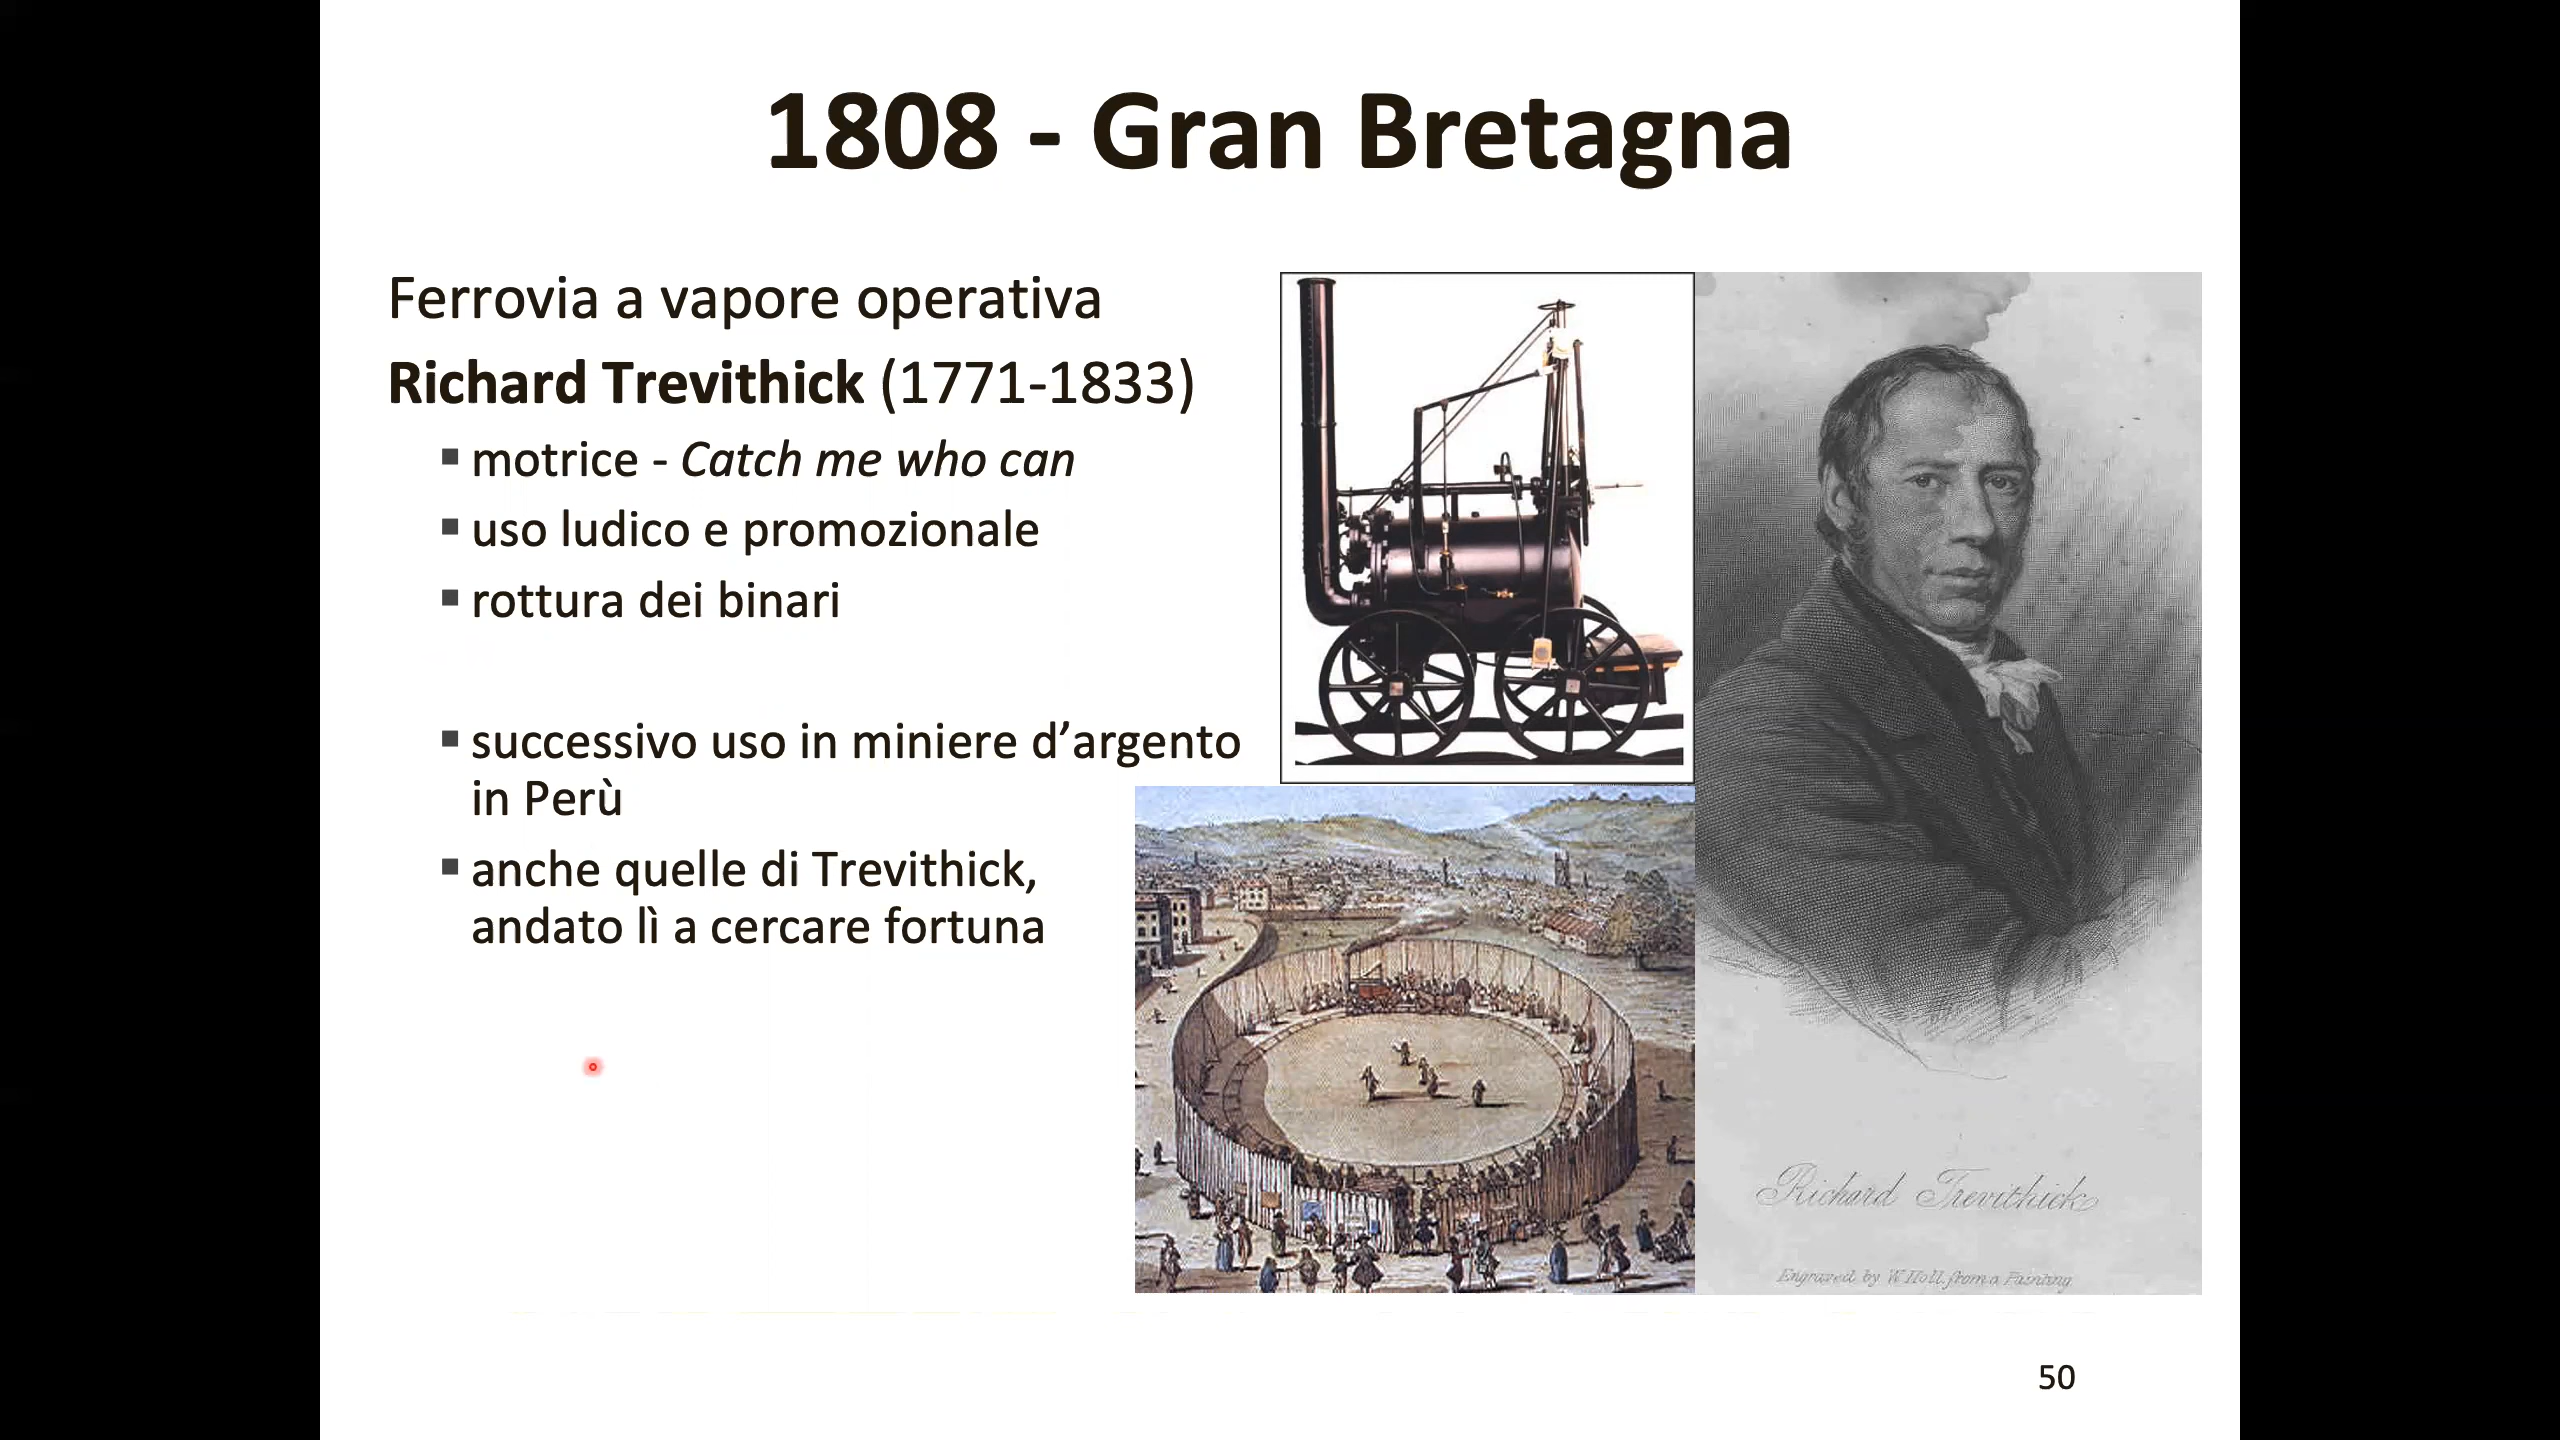 1808 - Gran Bretagna
Ferrovia a vapore operativa
Richard Trevithick (1771-1833)
▪ motrice - Catch me who can
▪ uso ludico e promozionale
▪ rottura dei binari
▪ successivo uso in miniere d’argento
in Perù
▪ anche quelle di Trevithick,
andato lì a cercare fortuna
Richard Trevithick
Engraved by W. Holl, from a Painting
50